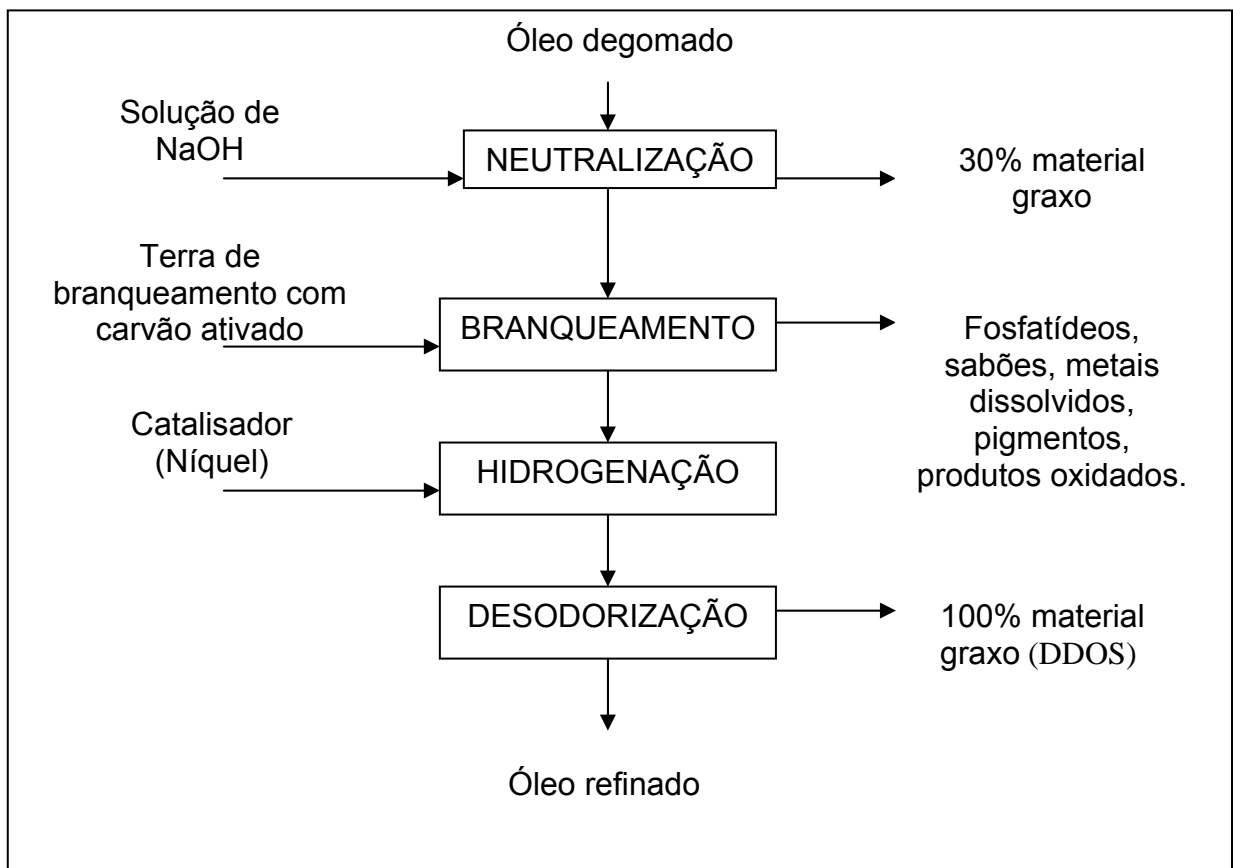 Óleo degomado
Solução de
NaOH
NEUTRALIZAÇÃO
30% material
graxo
Terra de
branqueamento com
carvão ativado
BRANQUEAMENTO
Fosfatídeos,
sabões, metais
dissolvidos,
pigmentos,
produtos oxidados.
Catalisador
(Níquel)
HIDROGENAÇÃO
DESODORIZAÇÃO
100% material
graxo (DDOS)
Óleo refinado